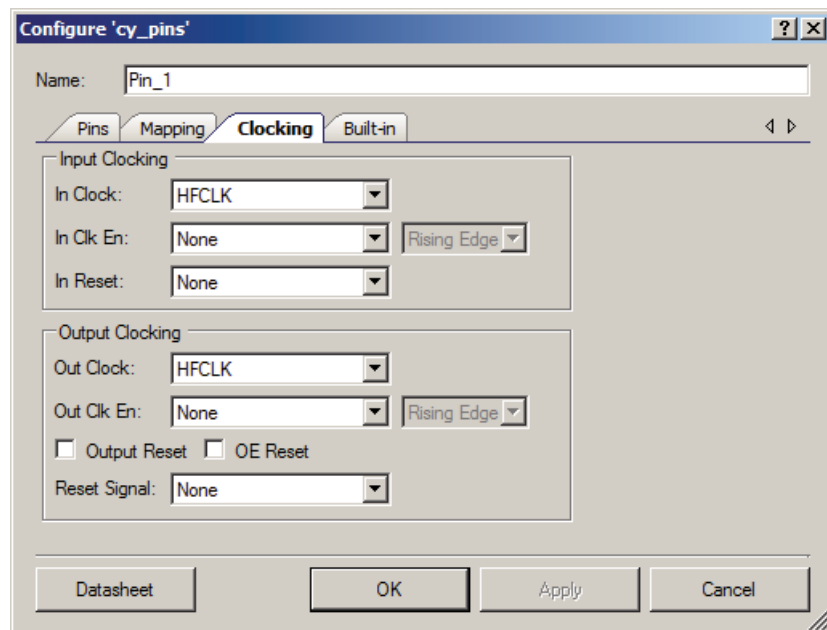 Configure 'cy_pins'
Name: Pin_1
Pins Mapping Clocking Built-in
Input Clocking
In Clock: HFCLK
In Clk En: None Rising Edge
In Reset: None
Output Clocking
Out Clock: HFCLK
Out Clk En: None Rising Edge
Output Reset OE Reset
Reset Signal: None
Datasheet OK Apply Cancel